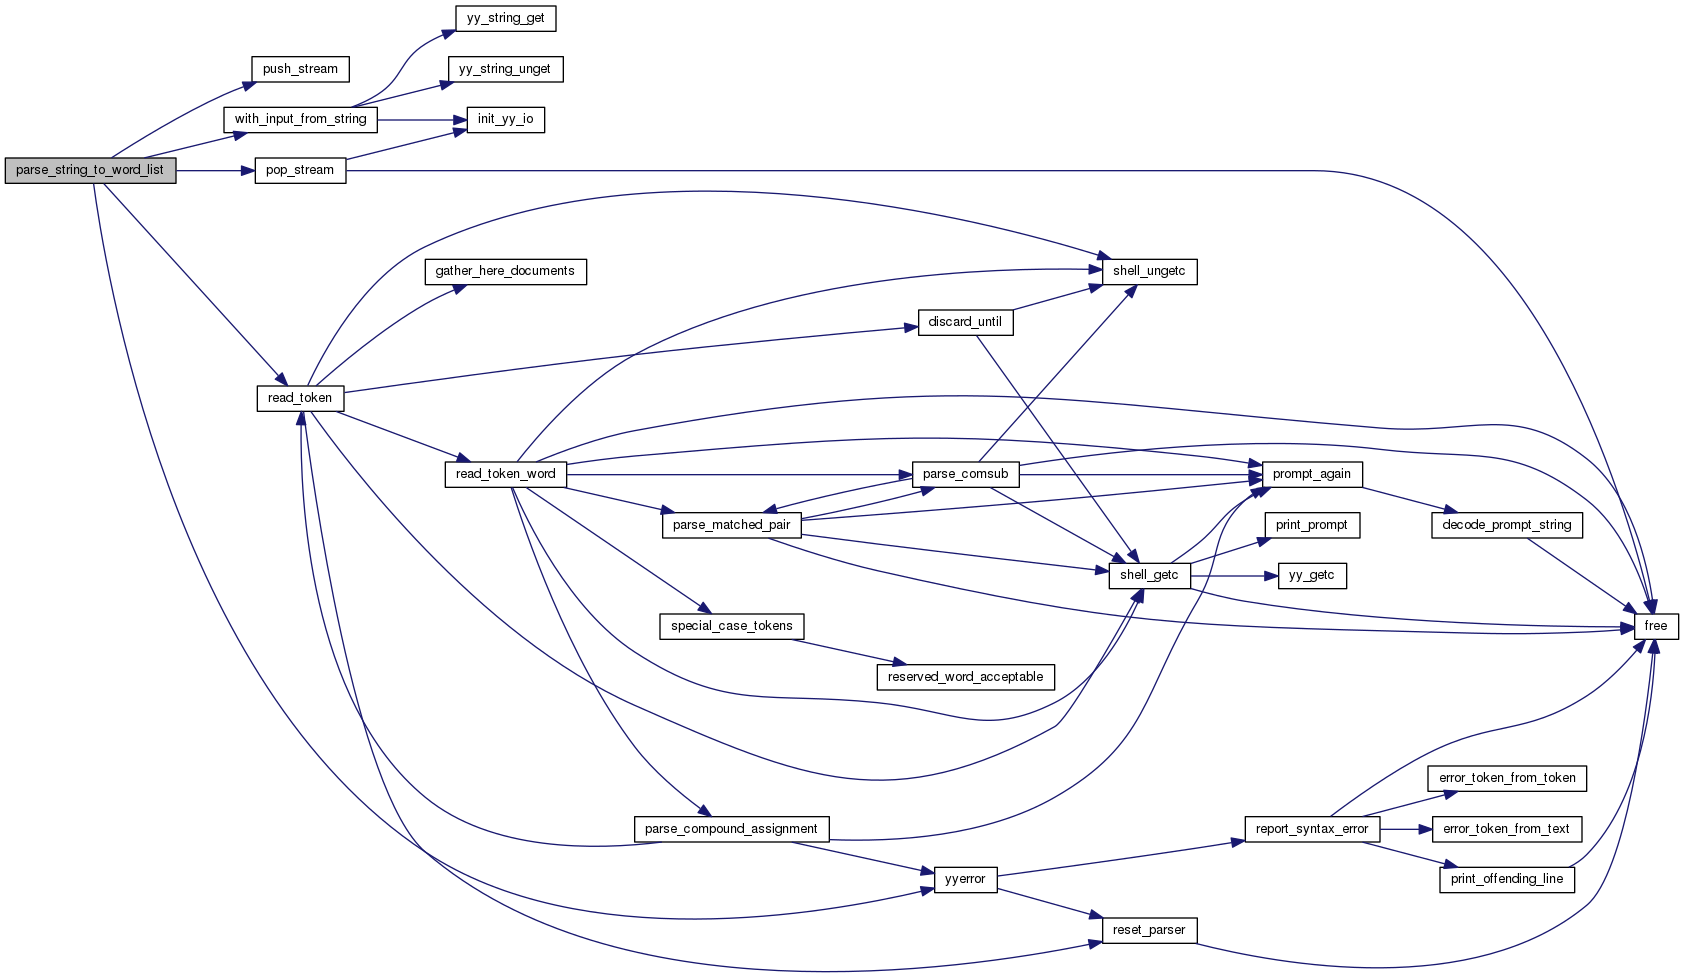 yy_string_get
push_stream
yy_string_unget
with_input_from_string
init_yy_io
parse_string_to_word_list
pop_stream
gather_here_documents
shell_ungetc
discard_until
read_token
read_token_word
parse_comsub
prompt_again
parse_matched_pair
print_prompt
decode_prompt_string
shell_getc
yy_getc
special_case_tokens
free
reserved_word_acceptable
error_token_from_token
parse_compound_assignment
report_syntax_error
error_token_from_text
yyerror
print_offending_line
reset_parser